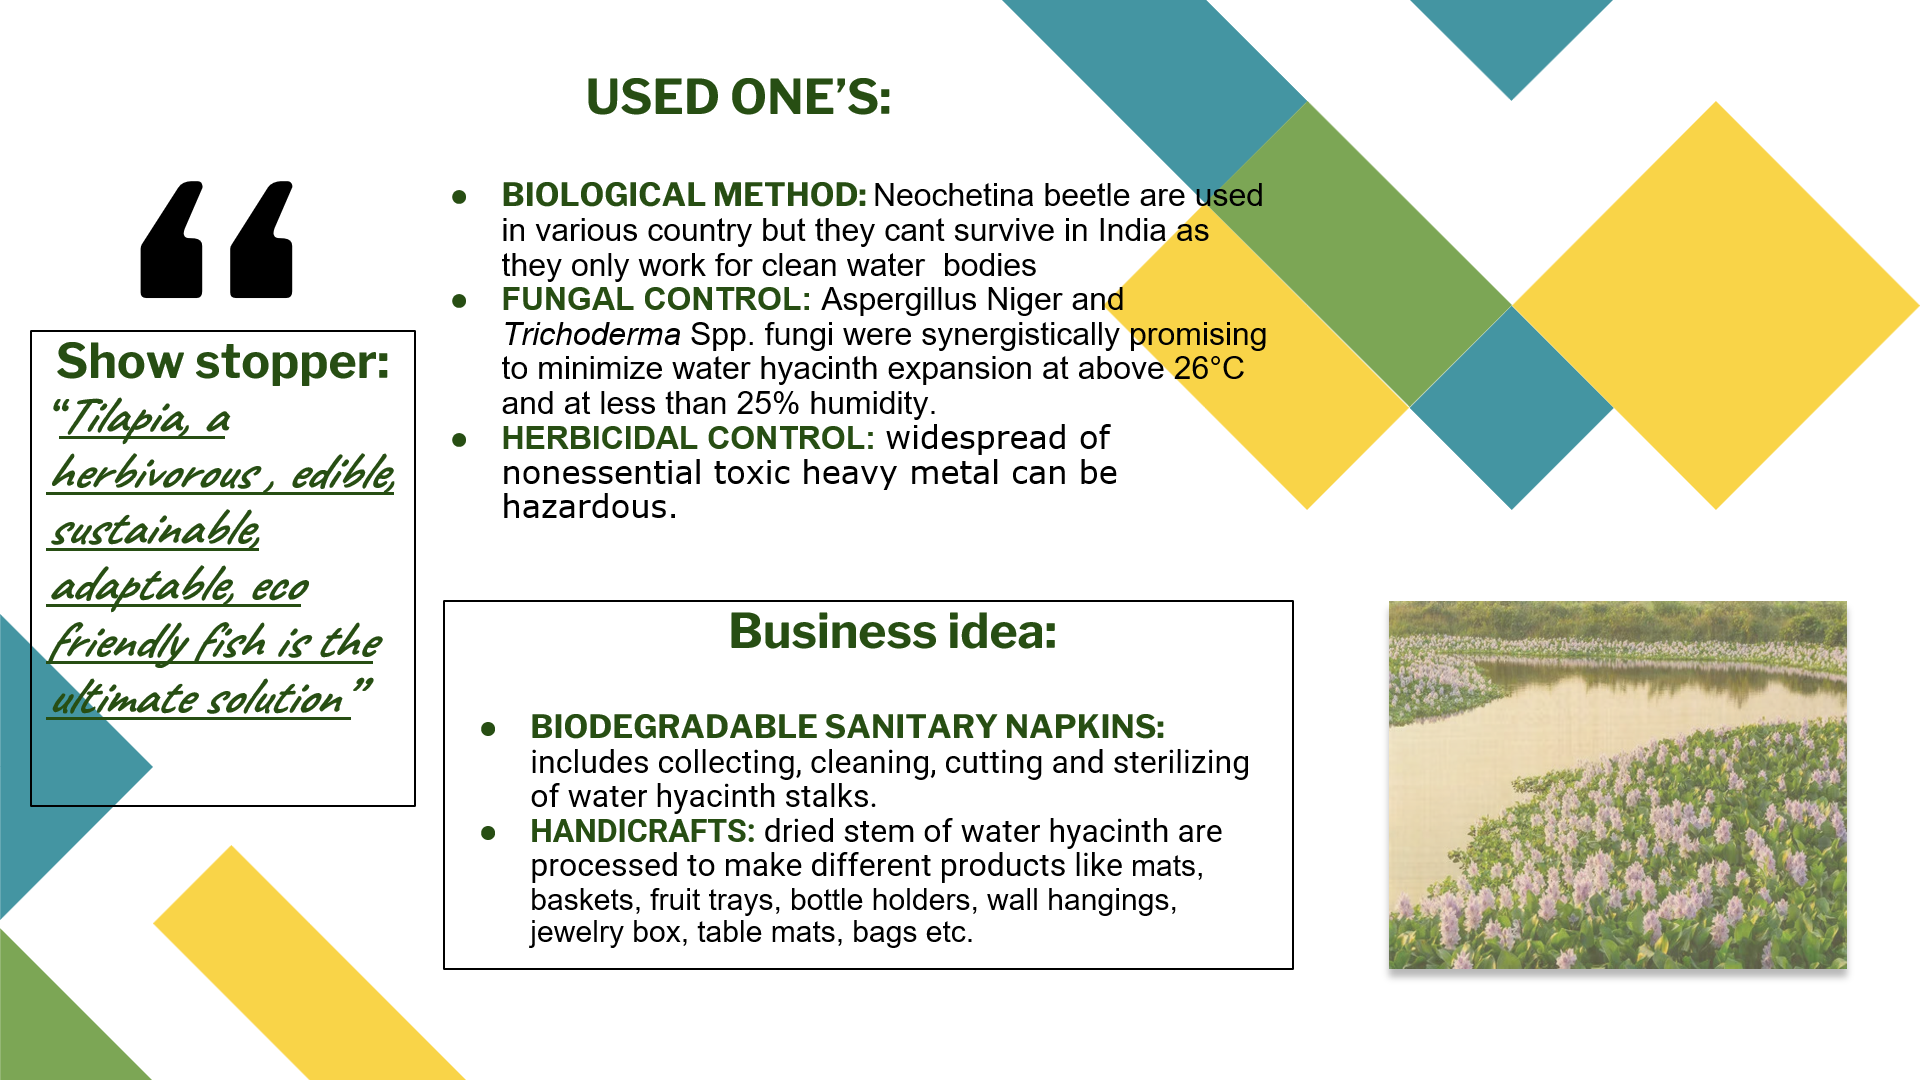 USED ONE’S:
“
Show stopper:
“Tilapia, a
herbivorous , edible,
sustainable,
adaptable, eco
friendly fish is the
ultimate solution”
● BIOLOGICAL METHOD: Neochetina beetle are used
in various country but they cant survive in India as
they only work for clean water  bodies
● FUNGAL CONTROL: Aspergillus Niger and
Trichoderma Spp. fungi were synergistically promising
to minimize water hyacinth expansion at above 26°C
and at less than 25% humidity.
● HERBICIDAL CONTROL: widespread of
nonessential toxic heavy metal can be
hazardous.
Business idea:
● BIODEGRADABLE SANITARY NAPKINS:
includes collecting, cleaning, cutting and sterilizing
of water hyacinth stalks.
● HANDICRAFTS: dried stem of water hyacinth are
processed to make different products like mats,
baskets, fruit trays, bottle holders, wall hangings,
jewelry box, table mats, bags etc.